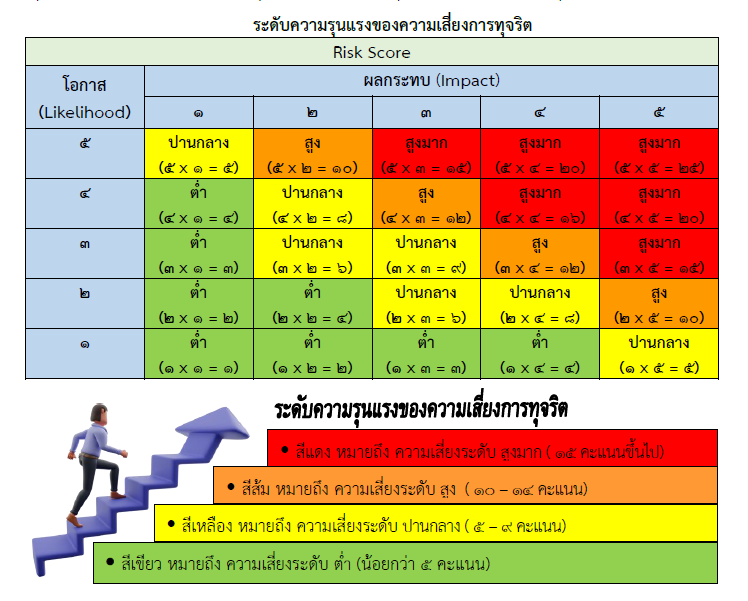 ระดับความรุนแรงของความเสี่ยงการทุจริต
Risk Score
โอกาส
(Likelihood)
ผลกระทบ (Impact)
๑ ๒ ๓ ๔ ๕
๕ ปานกลาง สูง สูงมาก สูงมาก สูงมาก
(๕ X ๑ = ๕) (๕ X ๒ = ๑๐) (๕ X ๓ = ๑๕) (๕ X ๔ = ๒๐) (๕ X ๕ = ๒๕)
๔ ต่ำ ปานกลาง สูง สูงมาก สูงมาก
(๔ X ๑ = ๔) (๔ X ๒ = ๘) (๔ X ๓ = ๑๒) (๔ X ๔ = ๑๖) (๔ X ๕ = ๒๐)
๓ ต่ำ ปานกลาง ปานกลาง สูง สูงมาก
(๓ X ๑ = ๓) (๓ X ๒ = ๖) (๓ X ๓ = ๙) (๓ X ๔ = ๑๒) (๓ X ๕ = ๑๕)
๒ ต่ำ ต่ำ ปานกลาง ปานกลาง สูง
(๒ X ๑ = ๒) (๒ X ๒ = ๔) (๒ X ๓ = ๖) (๒ X ๔ = ๘) (๒ X ๕ = ๑๐)
๑ ต่ำ ต่ำ ต่ำ ต่ำ ปานกลาง
(๑ X ๑ = ๑) (๑ X ๒ = ๒) (๑ X ๓ = ๓) (๑ X ๔ = ๔) (๑ X ๕ = ๕)
ระดับความรุนแรงของความเสี่ยงการทุจริต
• สีแดง หมายถึง ความเสี่ยงระดับ สูงมาก ( ๑๕ คะแนนขึ้นไป)
• สีส้ม หมายถึง ความเสี่ยงระดับ สูง ( ๑๐ – ๑๔ คะแนน)
• สีเหลือง หมายถึง ความเสี่ยงระดับ ปานกลาง ( ๕ – ๙ คะแนน)
• สีเขียว หมายถึง ความเสี่ยงระดับ ต่ำ (น้อยกว่า ๕ คะแนน)